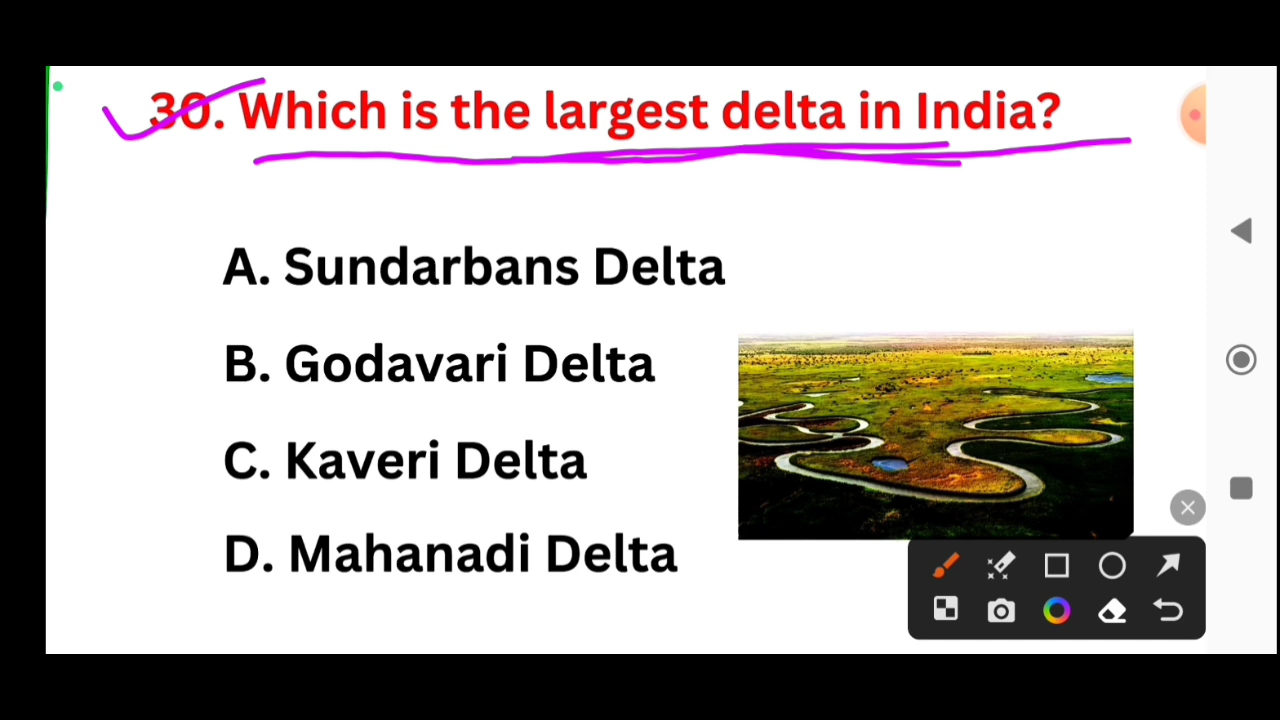 30. Which is the largest delta in India?
A. Sundarbans Delta
B. Godavari Delta
C. Kaveri Delta
D. Mahanadi Delta